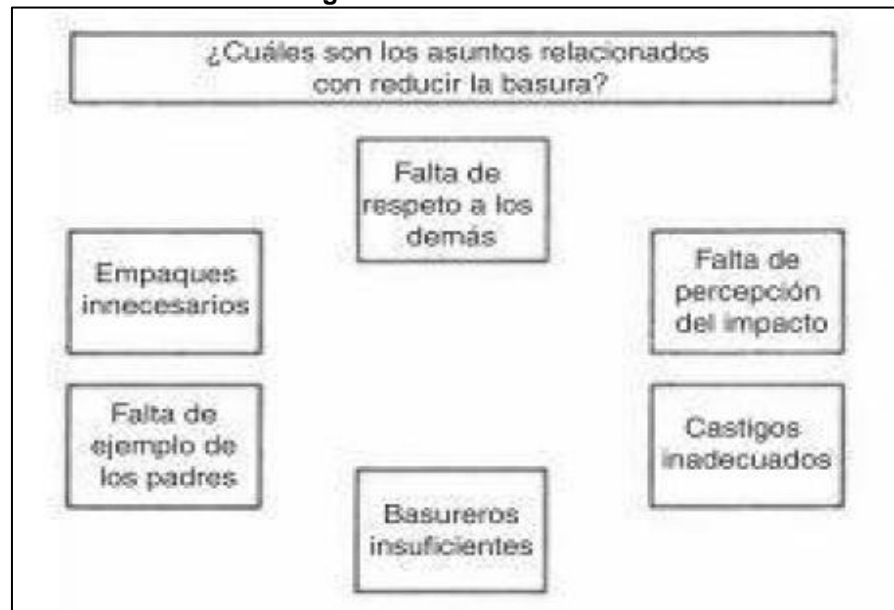 ¿Cuáles son los asuntos relacionados
con reducir la basura?
Falta de
respeto a los
demás
Empaques
innecesarios
Falta de
percepción
del impacto
Falta de
ejemplo de
los padres
Castigos
inadecuados
Basureros
insuficientes